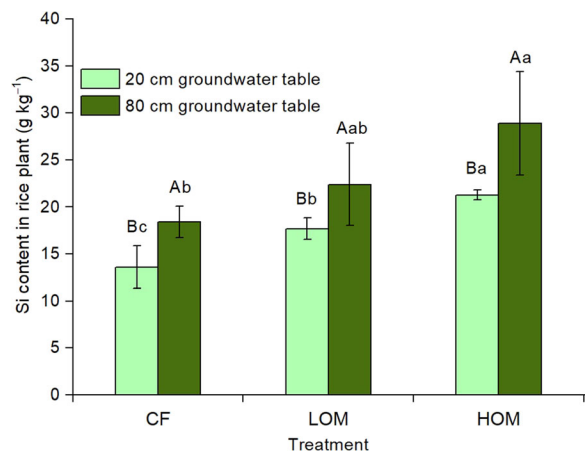 40
35
30
25
20
15
10
5
0
Si content in rice plant (g kg⁻¹)
20 cm groundwater table
80 cm groundwater table
Bc
Ab
Bb
Aab
Ba
Aa
CF
LOM
HOM
Treatment